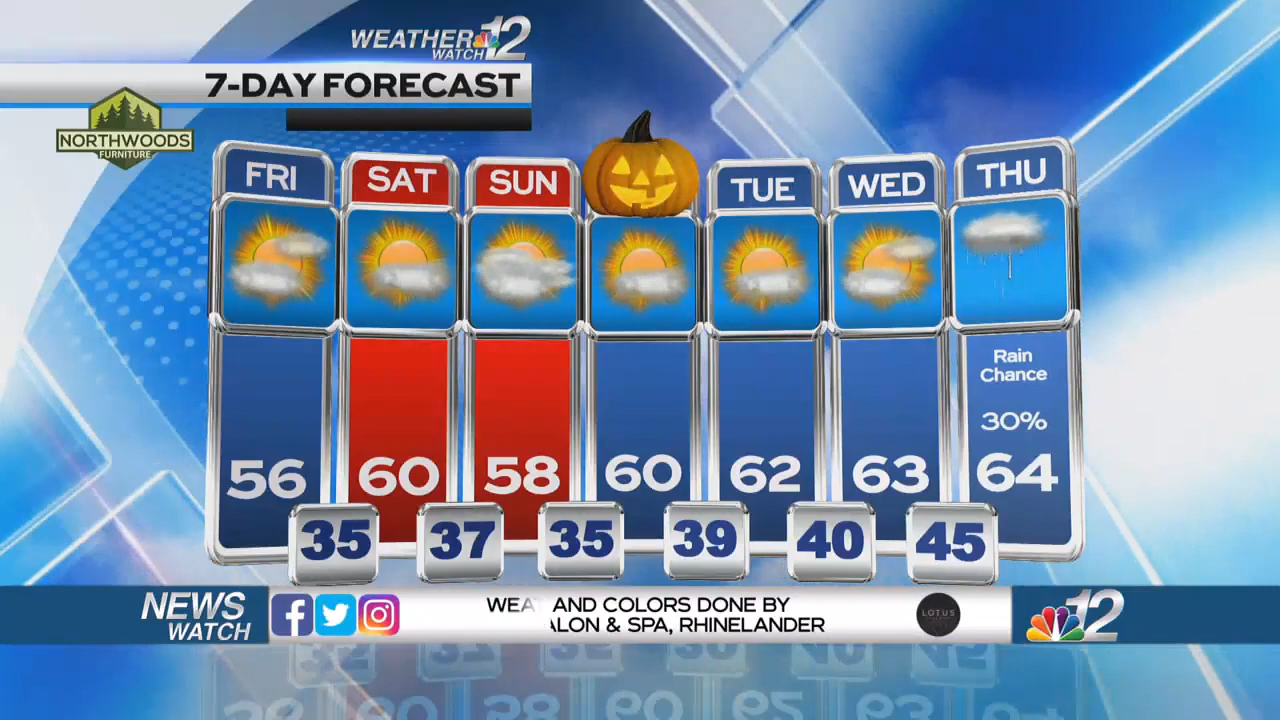 WEATHER 12
WATCH
7-DAY FORECAST
NORTHWOODS
FURNITURE
FRI
SAT
SUN
TUE
WED
THU
Rain
Chance
30%
56
60
58
60
62
63
64
35
37
35
39
40
45
NEWS
WATCH
AND COLORS DONE BY
& SPA, RHINELANDER
LOTUS
12